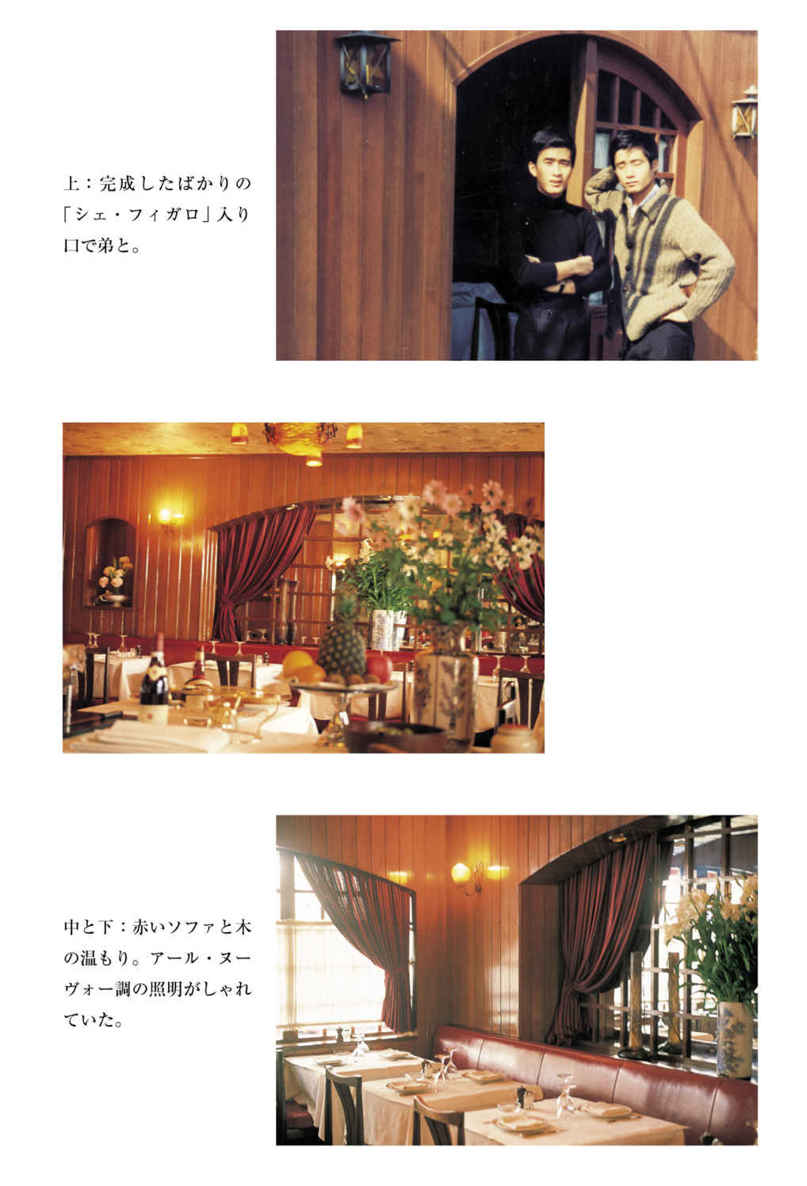 上：完成したばかりの
「シェ・フィガロ」入り
口で弟と。
中と下：赤いソファと木
の温もり。アール・ヌー
ヴォー調の照明がしゃれ
ていた。